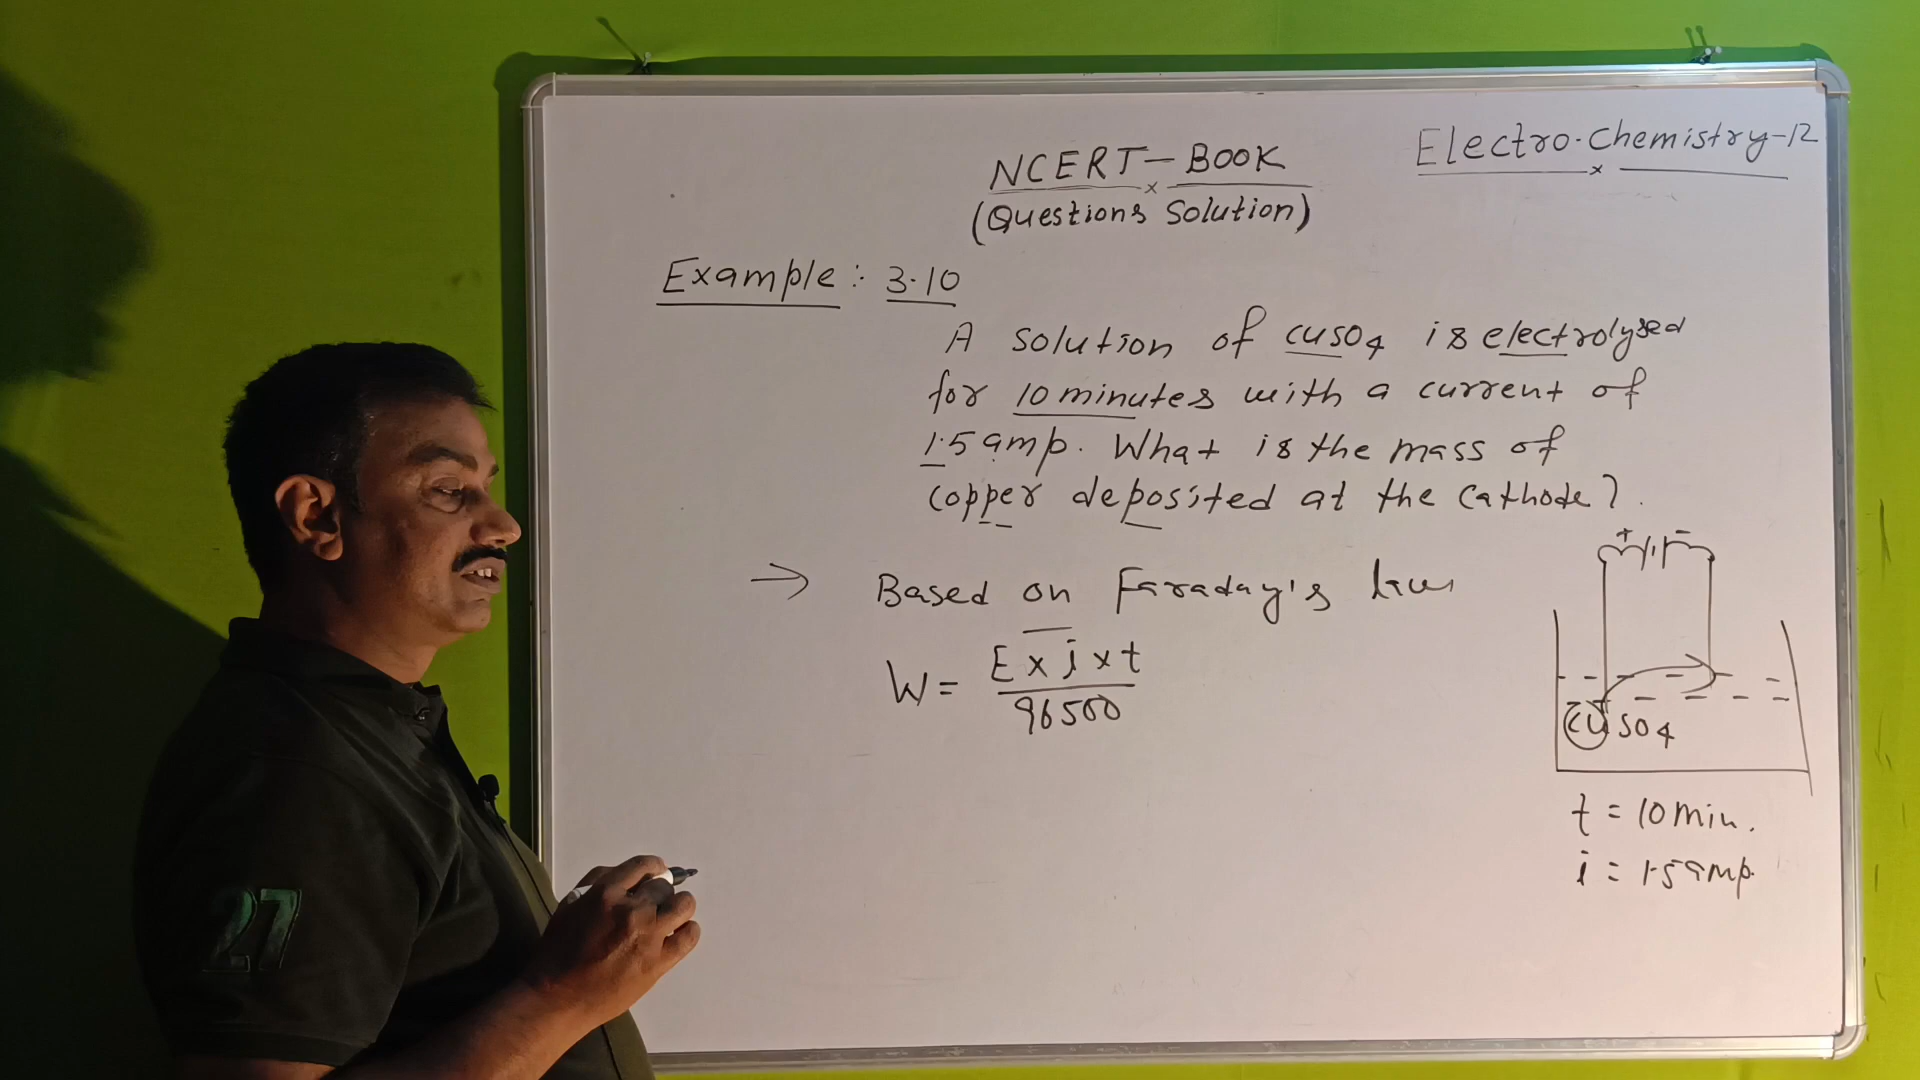 NCERT - BOOK
(Questions Solution)
Electro-Chemistry-12
Example: 3.10
A solution of CuSO4 is electrolysed
for 10 minutes with a current of
1.5 amp. What is the mass of
copper deposited at the cathode?
→ Based on Faraday's law
W = E x i x t
96500
+ -
CuSO4
t = 10 min.
i = 1.5 amp.
27